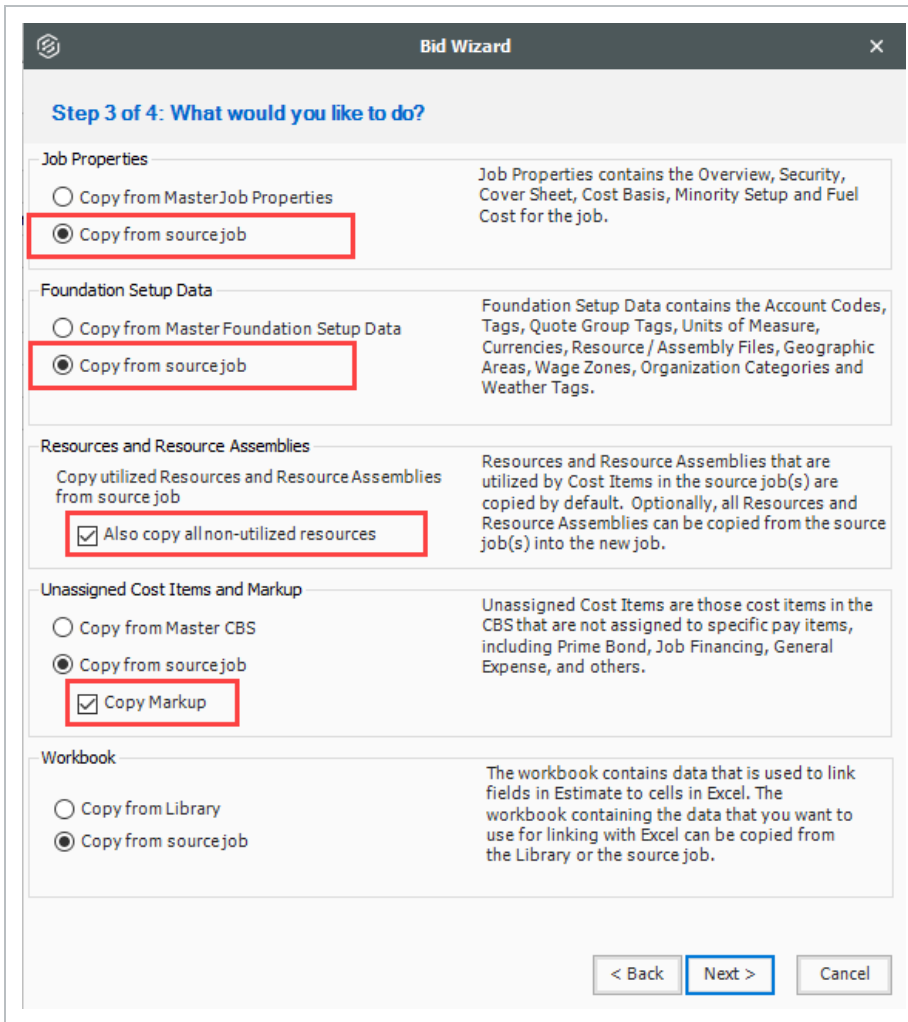 Bid Wizard
Step 3 of 4: What would you like to do?
Job Properties
Copy from Master Job Properties
Copy from source job
Job Properties contains the Overview, Security,
Cover Sheet, Cost Basis, Minority Setup and Fuel
Cost for the job.
Foundation Setup Data
Copy from Master Foundation Setup Data
Copy from source job
Foundation Setup Data contains the Account Codes,
Tags, Quote Group Tags, Units of Measure,
Currencies, Resource / Assembly Files, Geographic
Areas, Wage Zones, Organization Categories and
Weather Tags.
Resources and Resource Assemblies
Copy utilized Resources and Resource Assemblies
from source job
Also copy all non-utilized resources
Resources and Resource Assemblies that are
utilized by Cost Items in the source job(s) are
copied by default. Optionally, all Resources and
Resource Assemblies can be copied from the source
job(s) into the new job.
Unassigned Cost Items and Markup
Copy from Master CBS
Copy from source job
Copy Markup
Unassigned Cost Items are those cost items in the
CBS that are not assigned to specific pay items,
including Prime Bond, Job Financing, General
Expense, and others.
Workbook
Copy from Library
Copy from source job
The workbook contains data that is used to link
fields in Estimate to cells in Excel. The
workbook containing the data that you want to
use for linking with Excel can be copied from
the Library or the source job.
< Back
Next >
Cancel